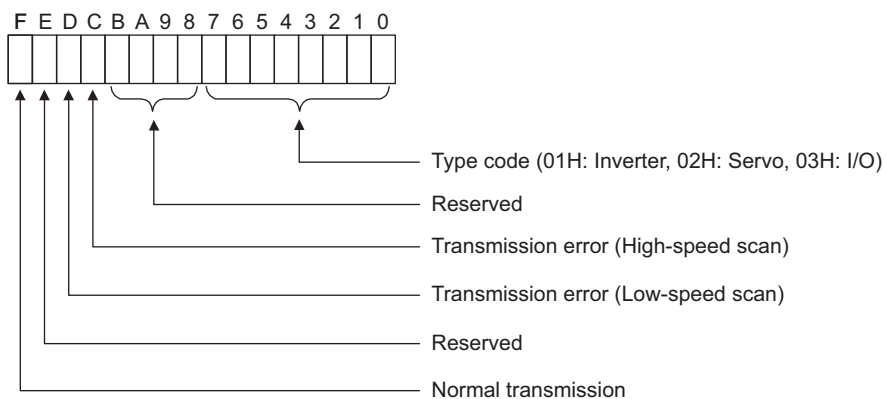 F E D C B A 9 8 7 6 5 4 3 2 1 0
Type code (01H: Inverter, 02H: Servo, 03H: I/O)
Reserved
Transmission error (High-speed scan)
Transmission error (Low-speed scan)
Reserved
Normal transmission